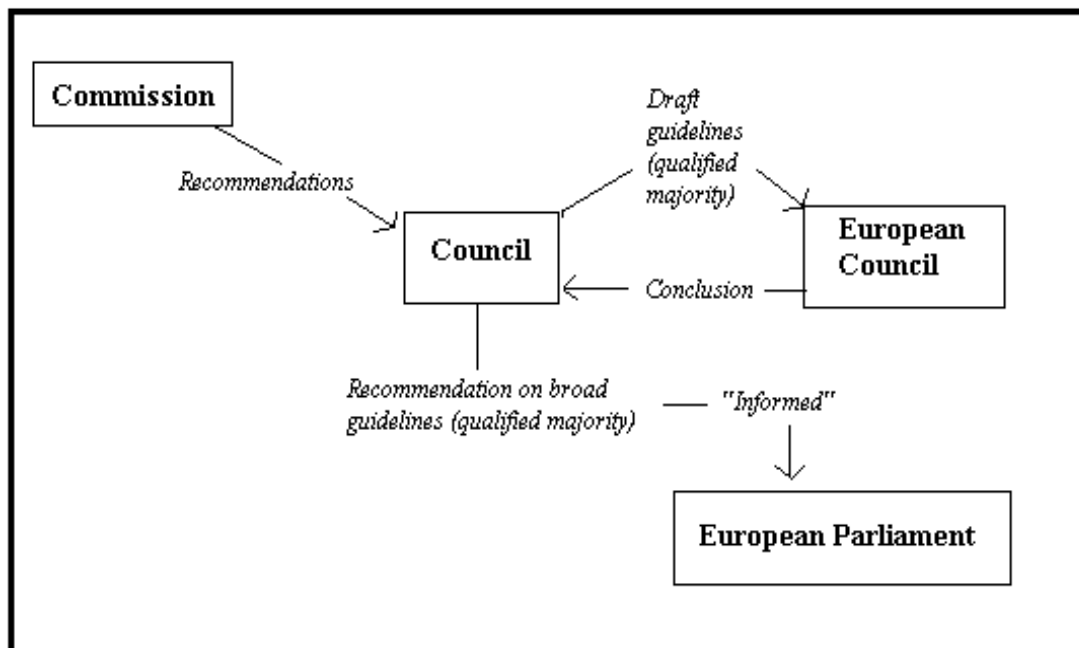 Commission
Recommendations
Draft
guidelines
(qualified
majority)
Council
European
Council
Conclusion
Recommendation on broad
guidelines (qualified majority)
"Informed"
European Parliament